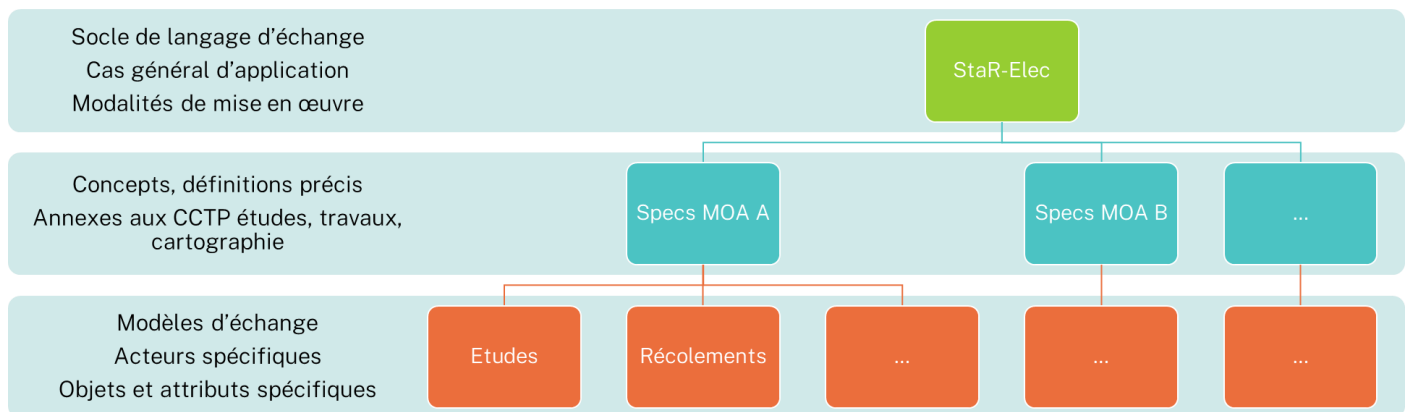 Socle de langage d’échange
Cas général d’application
Modalités de mise en œuvre
StaR-Elec
Concepts, définitions précis
Annexes aux CCTP études, travaux,
cartographie
Specs MOA A
Specs MOA B
...
Modèles d’échange
Acteurs spécifiques
Objets et attributs spécifiques
Etudes
Récolements
...
...
...